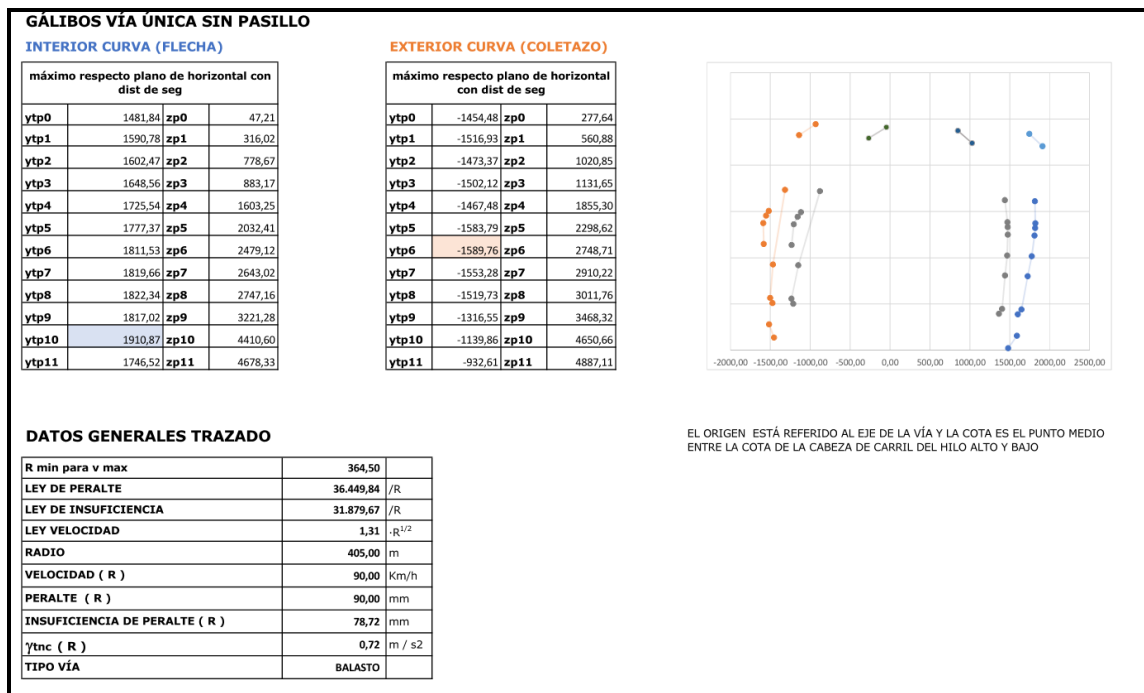 GÁLIBOS VÍA ÚNICA SIN PASILLO
INTERIOR CURVA (FLECHA)
máximo respecto plano de horizontal con
dist de seg
ytp0 1481,84 zp0 47,21
ytp1 1590,78 zp1 316,02
ytp2 1602,47 zp2 778,67
ytp3 1648,56 zp3 883,17
ytp4 1725,54 zp4 1603,25
ytp5 1777,37 zp5 2032,41
ytp6 1811,53 zp6 2479,12
ytp7 1819,66 zp7 2643,02
ytp8 1822,34 zp8 2747,16
ytp9 1817,02 zp9 3221,28
ytp10 1910,87 zp10 4410,60
ytp11 1746,52 zp11 4678,33
EXTERIOR CURVA (COLETAZO)
máximo respecto plano de horizontal
con dist de seg
ytp0 -1454,48 zp0 277,64
ytp1 -1516,93 zp1 560,88
ytp2 -1473,37 zp2 1020,85
ytp3 -1502,12 zp3 1131,65
ytp4 -1467,48 zp4 1855,30
ytp5 -1583,79 zp5 2298,62
ytp6 -1589,76 zp6 2748,71
ytp7 -1553,28 zp7 2910,22
ytp8 -1519,73 zp8 3011,76
ytp9 -1316,55 zp9 3468,32
ytp10 -1139,86 zp10 4650,66
ytp11 -932,61 zp11 4887,11
-2000,00 -1500,00 -1000,00 -500,00 0,00 500,00 1000,00 1500,00 2000,00 2500,00
EL ORIGEN ESTÁ REFERIDO AL EJE DE LA VÍA Y LA COTA ES EL PUNTO MEDIO
ENTRE LA COTA DE LA CABEZA DE CARRIL DEL HILO ALTO Y BAJO
DATOS GENERALES TRAZADO
R min para v max 364,50
LEY DE PERALTE 36.449,84 /R
LEY DE INSUFICIENCIA 31.879,67 /R
LEY VELOCIDAD 1,31 ·R1/2
RADIO 405,00 m
VELOCIDAD ( R ) 90,00 Km/h
PERALTE ( R ) 90,00 mm
INSUFICIENCIA DE PERALTE ( R ) 78,72 mm
γtnc ( R ) 0,72 m / s2
TIPO VÍA BALASTO